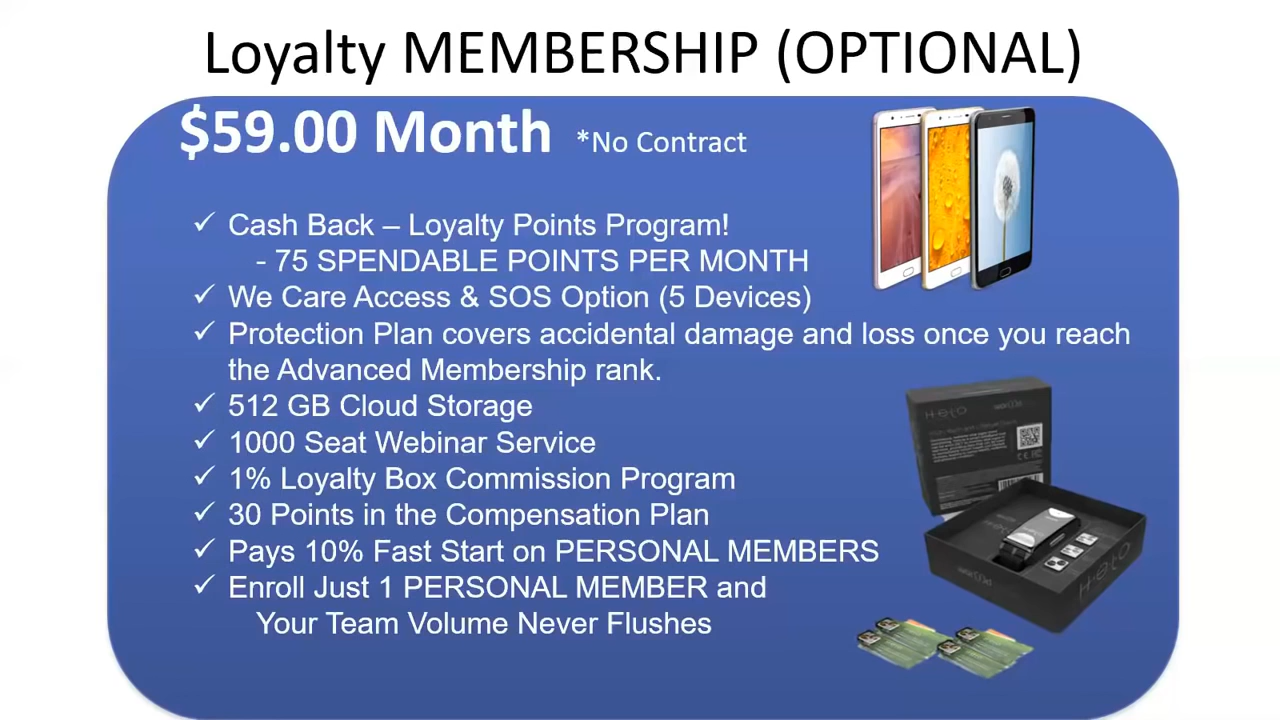 Loyalty MEMBERSHIP (OPTIONAL)
$59.00 Month *No Contract
✓ Cash Back – Loyalty Points Program!
- 75 SPENDABLE POINTS PER MONTH
✓ We Care Access & SOS Option (5 Devices)
✓ Protection Plan covers accidental damage and loss once you reach
the Advanced Membership rank.
✓ 512 GB Cloud Storage
✓ 1000 Seat Webinar Service
✓ 1% Loyalty Box Commission Program
✓ 30 Points in the Compensation Plan
✓ Pays 10% Fast Start on PERSONAL MEMBERS
✓ Enroll Just 1 PERSONAL MEMBER and
Your Team Volume Never Flushes
Helo
Helo